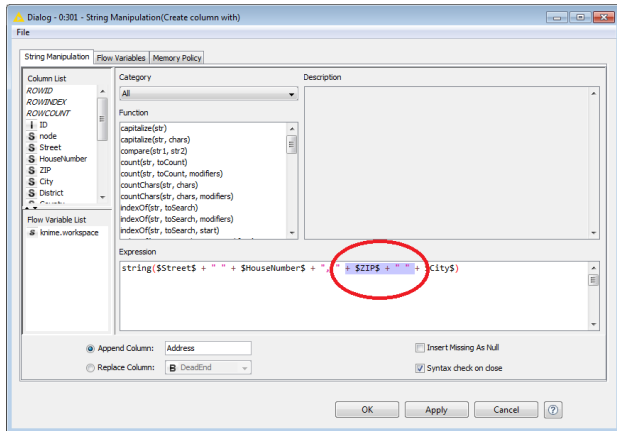 Dialog - 0:301 - String Manipulation(Create column with)
File
String Manipulation Flow Variables Memory Policy
Column List
ROWID
ROWINDEX
ROWCOUNT
I ID
S node
S Street
S HouseNumber
S ZIP
S City
S District
Flow Variable List
s knime.workspace
Category
All
Function
capitalize(str)
capitalize(str, chars)
compare(str1, str2)
count(str, toCount)
count(str, toCount, modifiers)
countChars(str, chars)
countChars(str, chars, modifiers)
indexOf(str, toSearch)
indexOf(str, toSearch, modifiers)
indexOf(str, toSearch, start)
Description
Expression
string($Street$ + " " + $HouseNumber$ + ", " + $ZIP$ + " " + $City$)
Append Column: Address
Insert Missing As Null
Replace Column: B DeadEnd
Syntax check on close
OK Apply Cancel ?